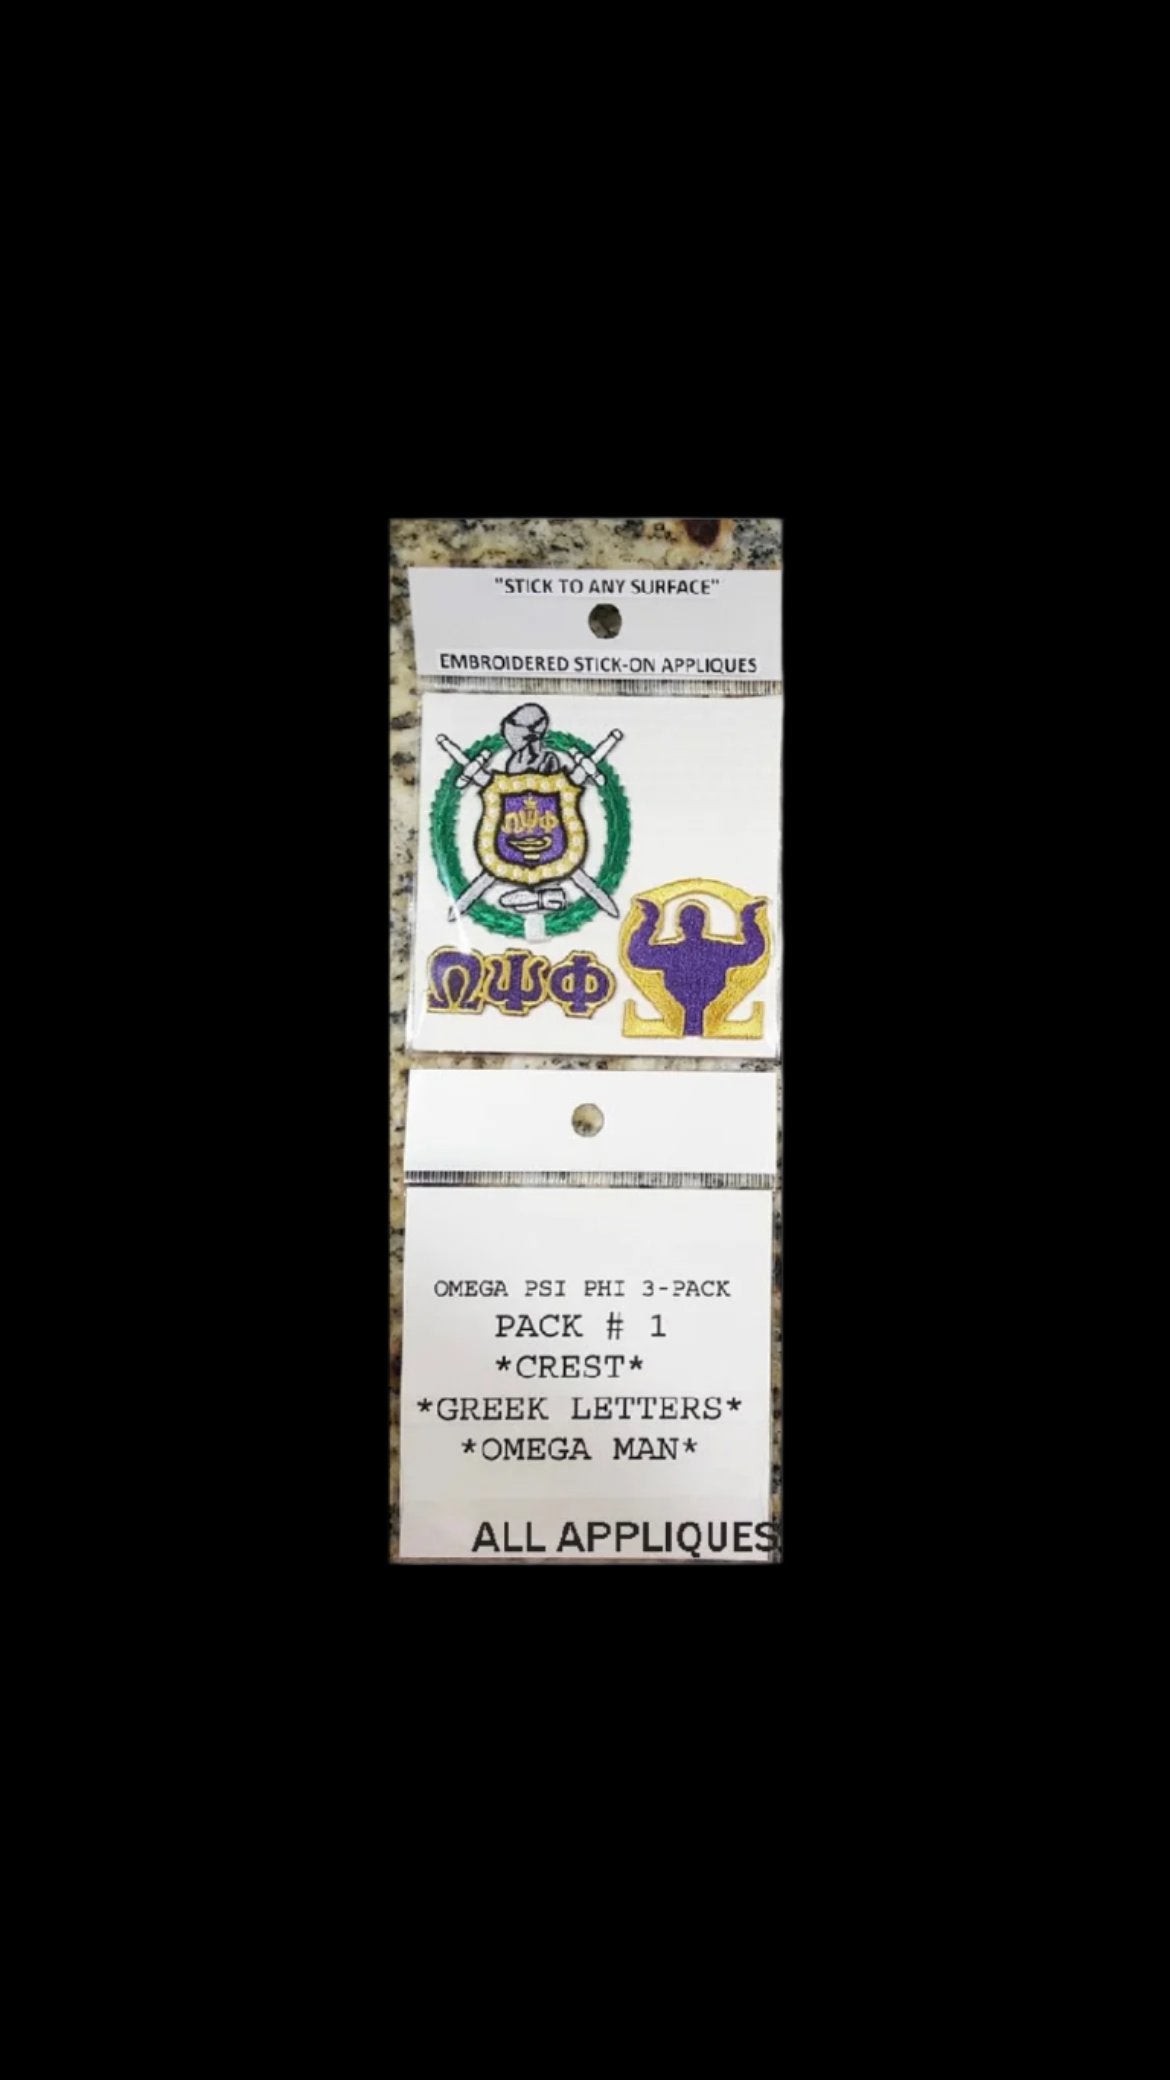 "STICK TO ANY SURFACE"
EMBROIDERED STICK-ON APPLIQUES
ΩΨΦ
ΩΨΦ
Ω
OMEGA PSI PHI 3-PACK
PACK # 1
*CREST*
*GREEK LETTERS*
*OMEGA MAN*
ALL APPLIQUES